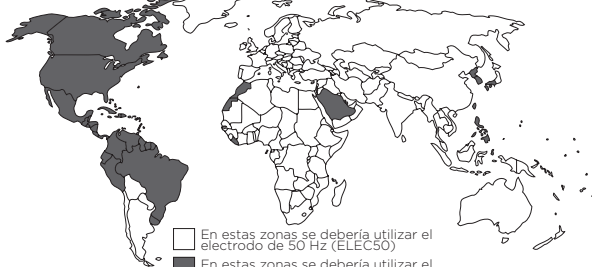 En estas zonas se debería utilizar el
electrodo de 50 Hz (ELEC50)
En estas zonas se debería utilizar el